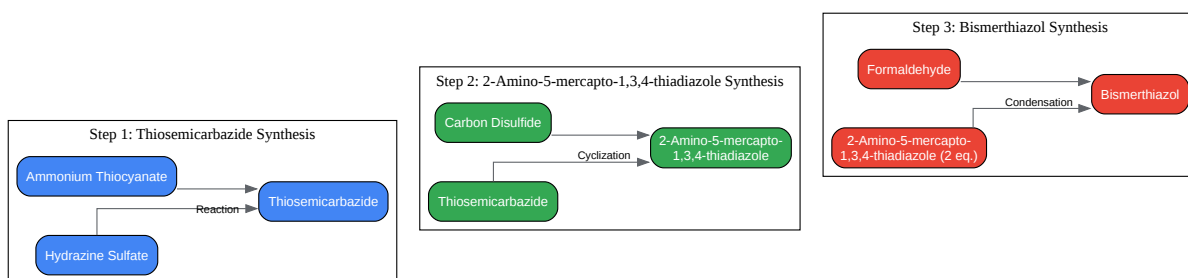 Step 1: Thiosemicarbazide Synthesis
Ammonium Thiocyanate
Thiosemicarbazide
Reaction
Hydrazine Sulfate
Step 2: 2-Amino-5-mercapto-1,3,4-thiadiazole Synthesis
Carbon Disulfide
2-Amino-5-mercapto-
1,3,4-thiadiazole
Cyclization
Thiosemicarbazide
Step 3: Bismerthiazol Synthesis
Formaldehyde
Bismerthiazol
Condensation
2-Amino-5-mercapto-
1,3,4-thiadiazole (2 eq.)